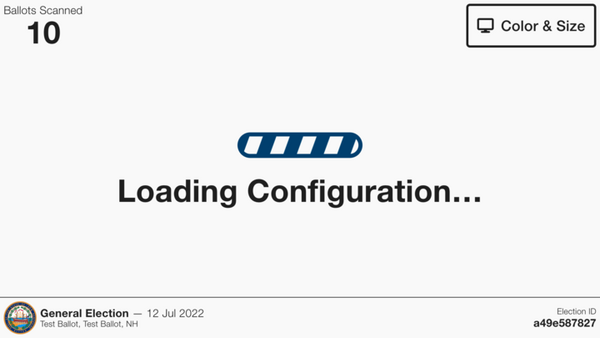 Ballots Scanned
10
Color & Size
Loading Configuration…
General Election — 12 Jul 2022
Test Ballot, Test Ballot, NH
Election ID
a49e587827